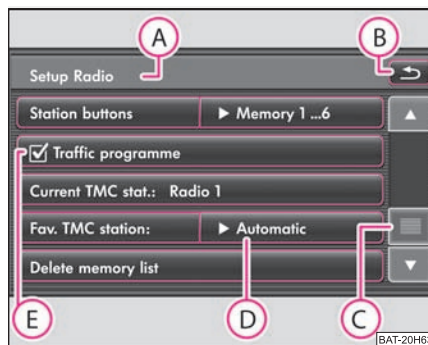 A
B
Setup Radio
Station buttons ▶ Memory 1 ...6
Traffic programme
Current TMC stat.: Radio 1
Fav. TMC station: ▶ Automatic
Delete memory list
E
D
C
BAT-20H63